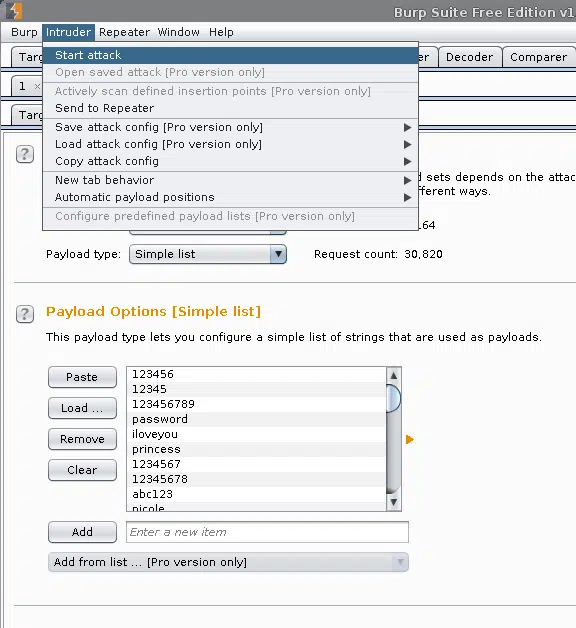 Burp Suite Free Edition v1
Burp Intruder Repeater Window Help
Start attack
Decoder Comparer
Open saved attack [Pro version only]
1 ×
Actively scan defined insertion points [Pro version only]
Send to Repeater
Save attack config [Pro version only]
Load attack config [Pro version only]
Copy attack config
sets depends on the attac
New tab behavior
ferent ways.
Automatic payload positions
Configure predefined payload lists [Pro version only]
Payload type: Simple list Request count: 30,820
? Payload Options [Simple list]
This payload type lets you configure a simple list of strings that are used as payloads.
Paste
Load ...
Remove
Clear
123456
12345
123456789
password
iloveyou
princess
1234567
12345678
abc123
nicole
Add Enter a new item
Add from list ... [Pro version only]